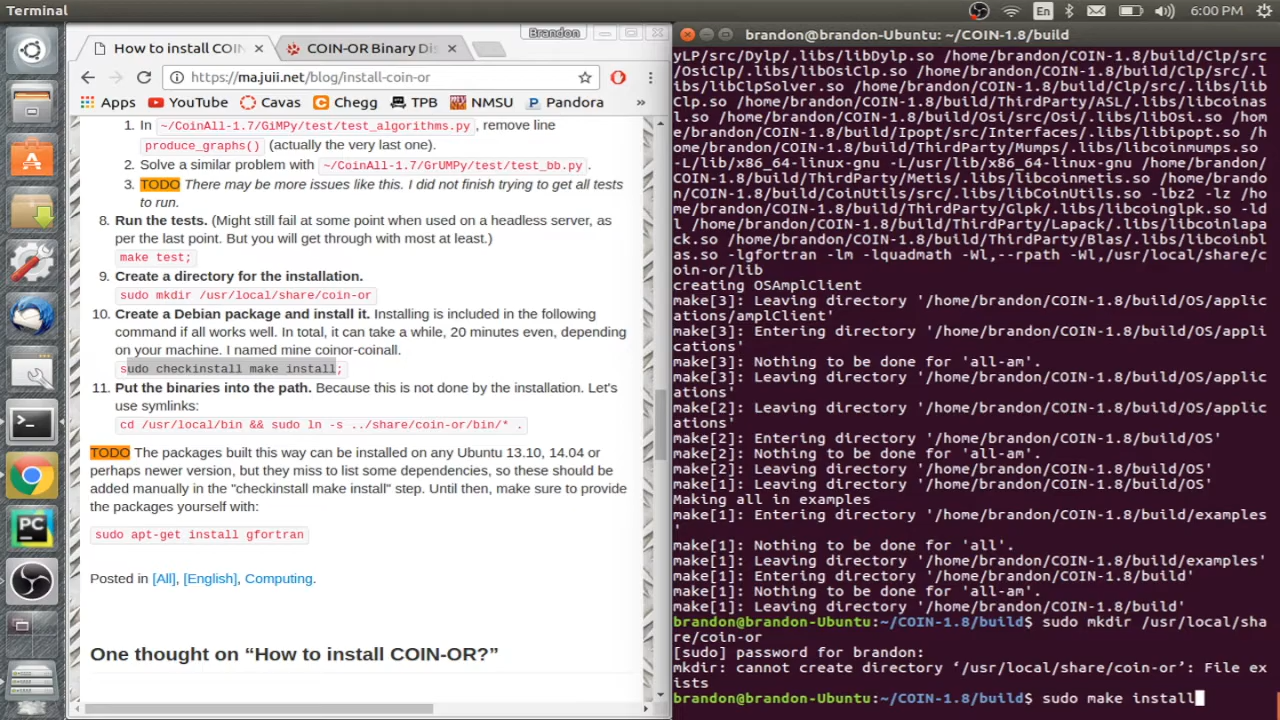 Terminal
En
6:00 PM
Brandon
How to install COIN
COIN-OR Binary Dis
https://ma.juii.net/blog/install-coin-or
Apps
YouTube
Cavas
Chegg
TPB
NMSU
Pandora
»
1. In ~/CoinAll-1.7/GiMPy/test/test_algorithms.py, remove line
produce_graphs() (actually the very last one).
2. Solve a similar problem with ~/CoinAll-1.7/GrUMPy/test/test_bb.py.
3. TODO There may be more issues like this. I did not finish trying to get all tests
to run.
8. Run the tests. (Might still fail at some point when used on a headless server, as
per the last point. But you will get through with most at least.)
make test;
9. Create a directory for the installation.
sudo mkdir /usr/local/share/coin-or
10. Create a Debian package and install it. Installing is included in the following
command if all works well. In total, it can take a while, 20 minutes even, depending
on your machine. I named mine coinor-coinall.
sudo checkinstall make install;
11. Put the binaries into the path. Because this is not done by the installation. Let's
use symlinks:
cd /usr/local/bin && sudo ln -s ../share/coin-or/bin/* .
TODO The packages built this way can be installed on any Ubuntu 13.10, 14.04 or
perhaps newer version, but they miss to list some dependencies, so these should be
added manually in the "checkinstall make install" step. Until then, make sure to provide
the packages yourself with:
sudo apt-get install gfortran
Posted in [All], [English], Computing.
One thought on “How to install COIN-OR?”
PC
brandon@brandon-Ubuntu: ~/COIN-1.8/build
yLP/src/Dylp/.libs/libDylp.so /home/brandon/COIN-1.8/build/Clp/src
/OsiClp/.libs/libOsiClp.so /home/brandon/COIN-1.8/build/Clp/src/.l
ibs/libClpSolver.so /home/brandon/COIN-1.8/build/Clp/src/.libs/lib
Clp.so /home/brandon/COIN-1.8/build/ThirdParty/ASL/.libs/libcoinas
l.so /home/brandon/COIN-1.8/build/Osi/src/Osi/.libs/libOsi.so /hom
e/brandon/COIN-1.8/build/Ipopt/src/Interfaces/.libs/libipopt.so /h
ome/brandon/COIN-1.8/build/ThirdParty/Mumps/.libs/libcoinmumps.so
-L/lib/x86_64-linux-gnu -L/usr/lib/x86_64-linux-gnu /home/brandon/
COIN-1.8/build/ThirdParty/Metis/.libs/libcoinmetis.so /home/brando
n/COIN-1.8/build/CoinUtils/src/.libs/libCoinUtils.so -lbz2 -lz /ho
me/brandon/COIN-1.8/build/ThirdParty/Glpk/.libs/libcoinglpk.so -ld
l /home/brandon/COIN-1.8/build/ThirdParty/Lapack/.libs/libcoinlapa
ck.so /home/brandon/COIN-1.8/build/ThirdParty/Blas/.libs/libcoinbl
as.so -lgfortran -lm -lquadmath -Wl,--rpath -Wl,/usr/local/share/c
oin-or/lib
creating OSAmplClient
make[3]: Leaving directory '/home/brandon/COIN-1.8/build/OS/applic
ations/amplClient'
make[3]: Entering directory '/home/brandon/COIN-1.8/build/OS/appli
cations'
make[3]: Nothing to be done for 'all-am'.
make[3]: Leaving directory '/home/brandon/COIN-1.8/build/OS/applic
ations'
make[2]: Leaving directory '/home/brandon/COIN-1.8/build/OS/applic
ations'
make[2]: Entering directory '/home/brandon/COIN-1.8/build/OS'
make[2]: Nothing to be done for 'all-am'.
make[2]: Leaving directory '/home/brandon/COIN-1.8/build/OS'
make[1]: Leaving directory '/home/brandon/COIN-1.8/build/OS'
Making all in examples
make[1]: Entering directory '/home/brandon/COIN-1.8/build/examples
'
make[1]: Nothing to be done for 'all'.
make[1]: Leaving directory '/home/brandon/COIN-1.8/build/examples'
make[1]: Entering directory '/home/brandon/COIN-1.8/build'
make[1]: Nothing to be done for 'all-am'.
make[1]: Leaving directory '/home/brandon/COIN-1.8/build'
brandon@brandon-Ubuntu:~/COIN-1.8/build$ sudo mkdir /usr/local/sha
re/coin-or
[sudo] password for brandon:
mkdir: cannot create directory ‘/usr/local/share/coin-or’: File ex
ists
brandon@brandon-Ubuntu:~/COIN-1.8/build$ sudo make install